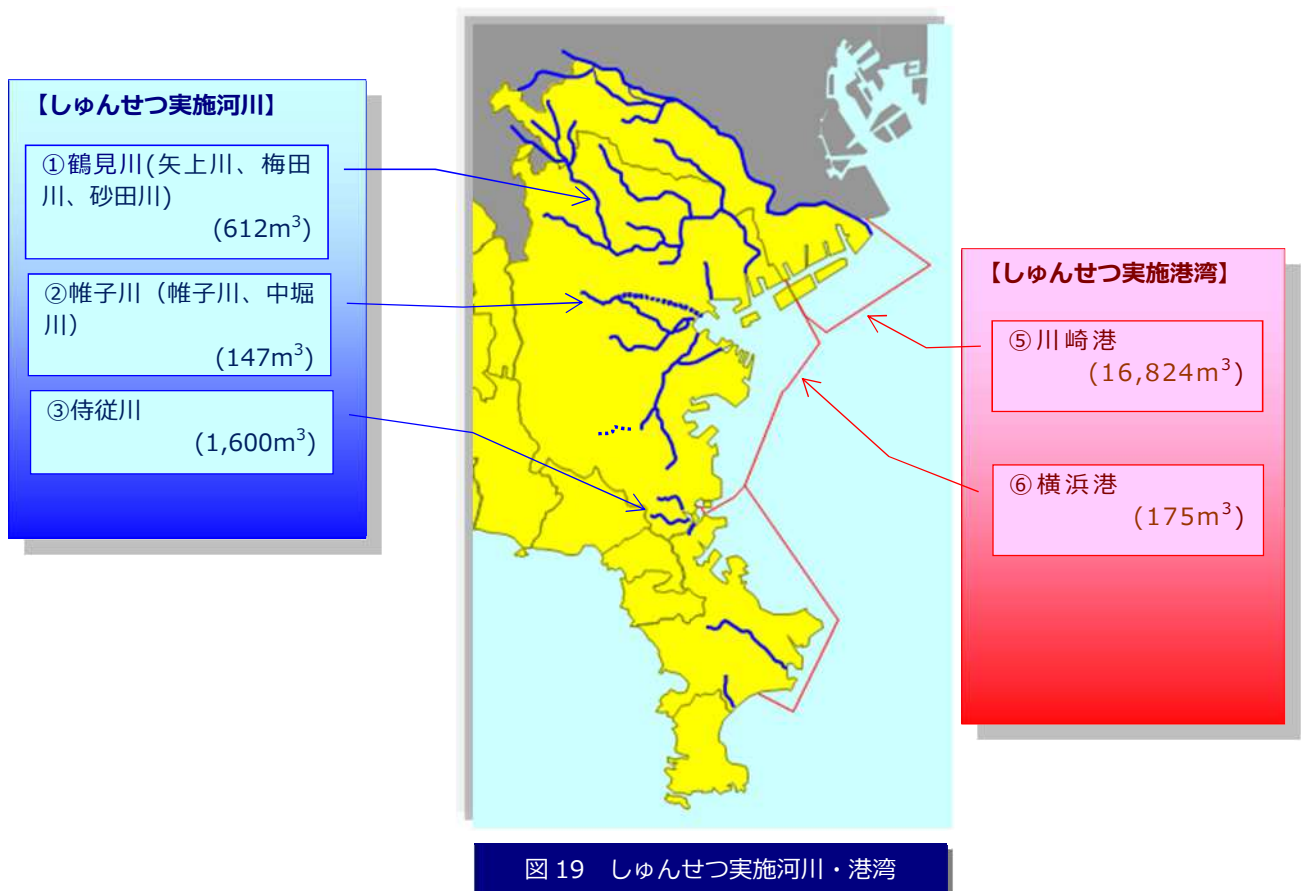 【しゅんせつ実施河川】
①鶴見川(矢上川、梅田
川、砂田川)
(612m³)
②帷子川（帷子川、中堀
川）
(147m³)
③侍従川
(1,600m³)
【しゅんせつ実施港湾】
⑤川崎港
(16,824m³)
⑥横浜港
(175m³)
図 19　しゅんせつ実施河川・港湾